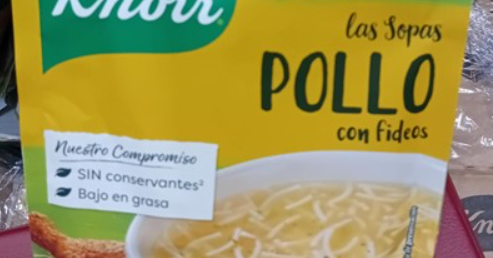 Knorr
las Sopas
POLLO
con fideos
Nuestro Compromiso
SIN conservantes²
Bajo en grasa